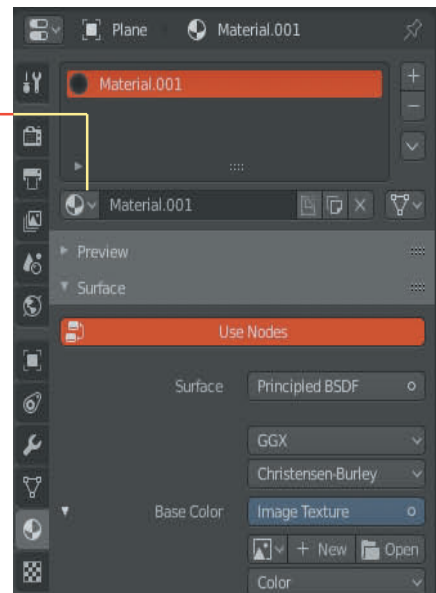 Plane Material.001
Material.001
Material.001
Preview
Surface
Use Nodes
Surface Principled BSDF
GGX
Christensen-Burley
Base Color Image Texture
+ New Open
Color